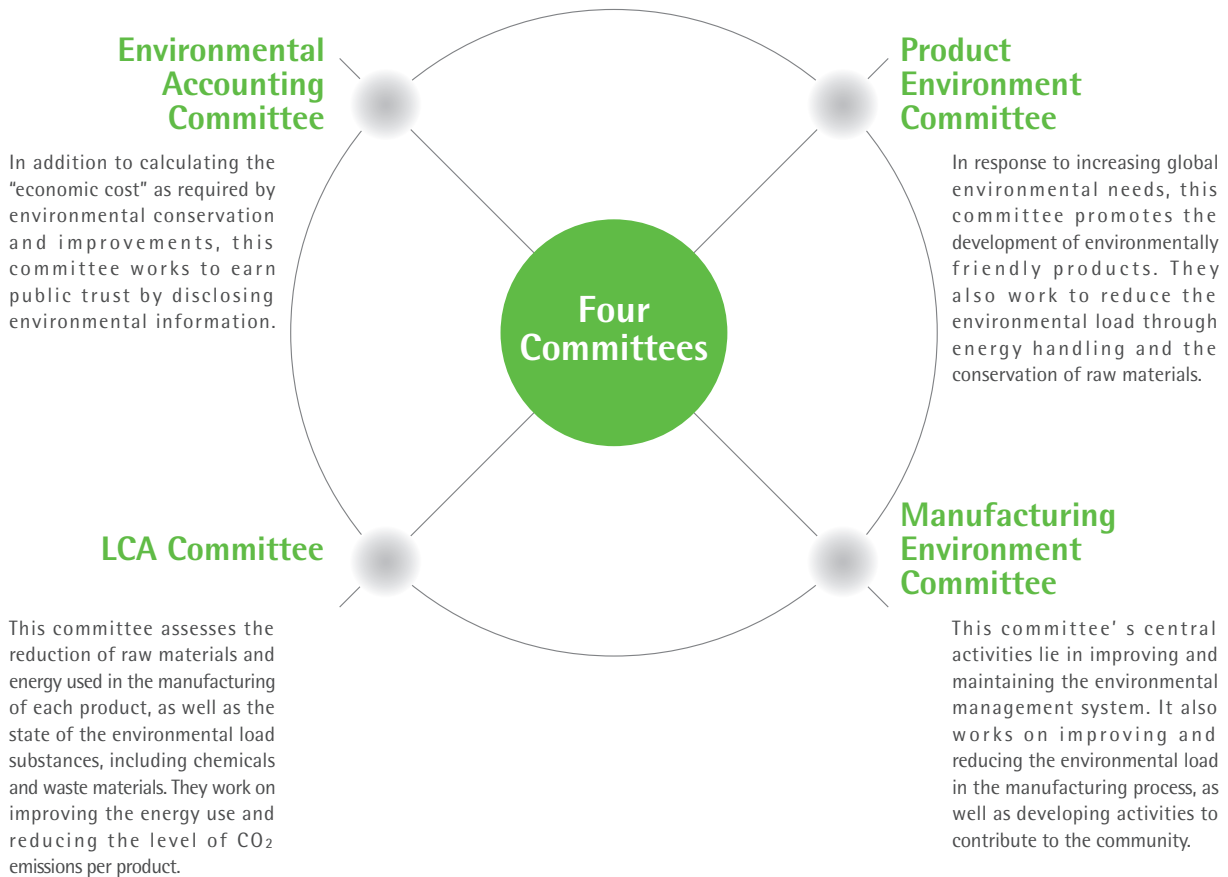 Environmental
Accounting
Committee
In addition to calculating the
"economic cost" as required by
environmental conservation
and improvements, this
committee works to earn
public trust by disclosing
environmental information.
Product
Environment
Committee
In response to increasing global
environmental needs, this
committee promotes the
development of environmentally
friendly products. They
also work to reduce the
environmental load through
energy handling and the
conservation of raw materials.
Four
Committees
LCA Committee
This committee assesses the
reduction of raw materials and
energy used in the manufacturing
of each product, as well as the
state of the environmental load
substances, including chemicals
and waste materials. They work on
improving the energy use and
reducing the level of CO2
emissions per product.
Manufacturing
Environment
Committee
This committee' s central
activities lie in improving and
maintaining the environmental
management system. It also
works on improving and
reducing the environmental load
in the manufacturing process, as
well as developing activities to
contribute to the community.